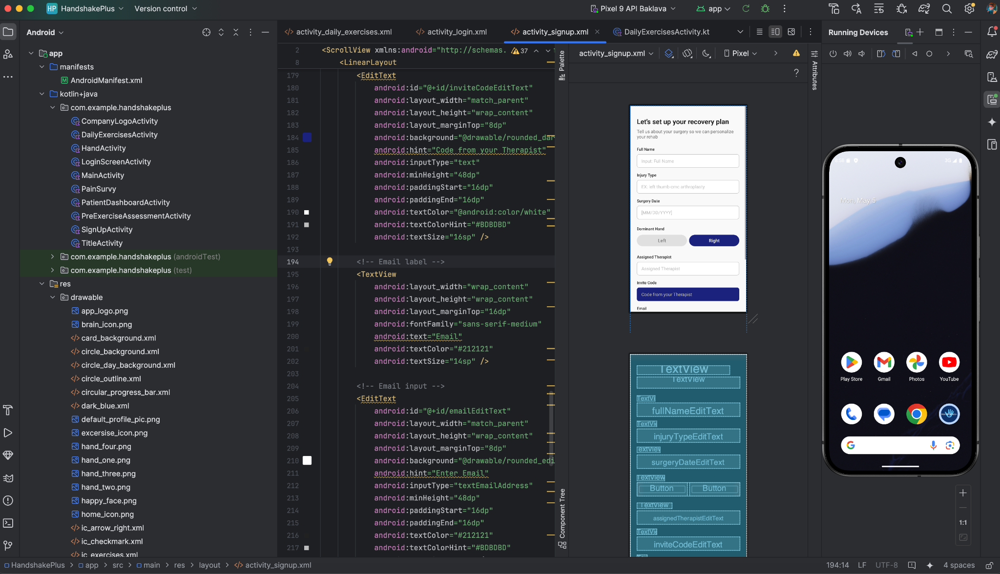 HP HandshakePlus
Version control
Pixel 9 API Baklava
app
Android
app
manifests
AndroidManifest.xml
kotlin+java
com.example.handshakeplus
CompanyLogoActivity
DailyExercisesActivity
HandActivity
LoginScreenActivity
MainActivity
PainSurvy
PatientDashboardActivity
PreExerciseAssessmentActivity
SignUpActivity
TitleActivity
com.example.handshakeplus (androidTest)
com.example.handshakeplus (test)
res
drawable
app_logo.png
brain_icon.png
card_background.xml
circle_background.xml
circle_day_background.xml
circle_outline.xml
circular_progress_bar.xml
dark_blue.xml
default_profile_pic.png
excersise_icon.png
hand_four.png
hand_one.png
hand_three.png
hand_two.png
happy_face.png
home_icon.png
ic_arrow_right.xml
ic_checkmark.xml
ic_exercises.xml
activity_daily_exercises.xml
activity_login.xml
activity_signup.xml
DailyExercisesActivity.kt
2 <ScrollView xmlns:android="http://schemas.
37
8 <LinearLayout
179 <EditText
180 android:id="@+id/inviteCodeEditText"
181 android:layout_width="match_parent"
182 android:layout_height="wrap_content"
183 android:layout_marginTop="8dp"
184 android:background="@drawable/rounded_dar
185 android:hint="Code from your Therapist"
186 android:inputType="text"
187 android:minHeight="48dp"
188 android:paddingStart="16dp"
189 android:paddingEnd="16dp"
190 android:textColor="@android:color/white"
191 android:textColorHint="#BDBDBD"
192 android:textSize="16sp" />
193
194 <!-- Email label -->
195 <TextView
196 android:layout_width="wrap_content"
197 android:layout_height="wrap_content"
198 android:layout_marginTop="16dp"
199 android:fontFamily="sans-serif-medium"
200 android:text="Email"
201 android:textColor="#212121"
202 android:textSize="14sp" />
203
204 <!-- Email input -->
205 <EditText
206 android:id="@+id/emailEditText"
207 android:layout_width="match_parent"
208 android:layout_height="wrap_content"
209 android:layout_marginTop="8dp"
210 android:background="@drawable/rounded_edi
211 android:hint="Enter Email"
212 android:inputType="textEmailAddress"
213 android:minHeight="48dp"
214 android:paddingStart="16dp"
215 android:paddingEnd="16dp"
216 android:textColor="#212121"
217 android:textColorHint="#BDBDBD"
Palette
Component Tree
activity_signup.xml
Pixel
?
Attributes
Let's set up your recovery plan
Tell us about your surgery so we can personalize
your rehab
Full Name
Input: Full Name
Injury Type
EX: left thumb-cmc arthroplasty
Surgery Date
[MM/DD/YYYY]
Dominant Hand
Left Right
Assigned Therapist
Assigned Therapist
Invite Code
Code from your Therapist
Email
TextView
TextView
TextVi
fullNameEditText
TextVi
injuryTypeEditText
extView
surgeryDateEditText
TextView
Button Button
TextView
assignedTherapistEditText
TextVi
inviteCodeEditText
Running Devices
8:58
3G
Mon, May 5
Play Store Gmail Photos YouTube
1:1
HandshakePlus > app > src > main > res > layout > activity_signup.xml
194:14 LF UTF-8 4 spaces